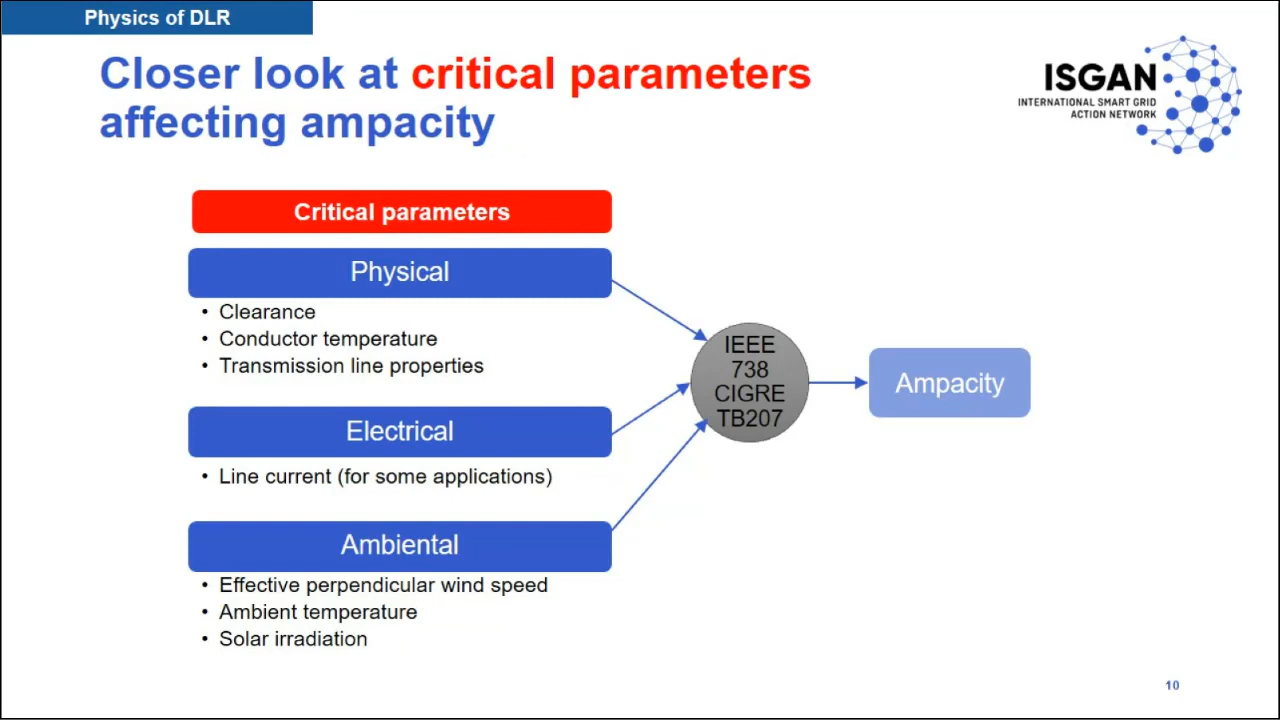 Physics of DLR
Closer look at critical parameters
affecting ampacity
ISGAN
INTERNATIONAL SMART GRID
ACTION NETWORK
Critical parameters
Physical
• Clearance
• Conductor temperature
• Transmission line properties
Electrical
• Line current (for some applications)
Ambiental
• Effective perpendicular wind speed
• Ambient temperature
• Solar irradiation
IEEE
738
CIGRE
TB207
Ampacity
10